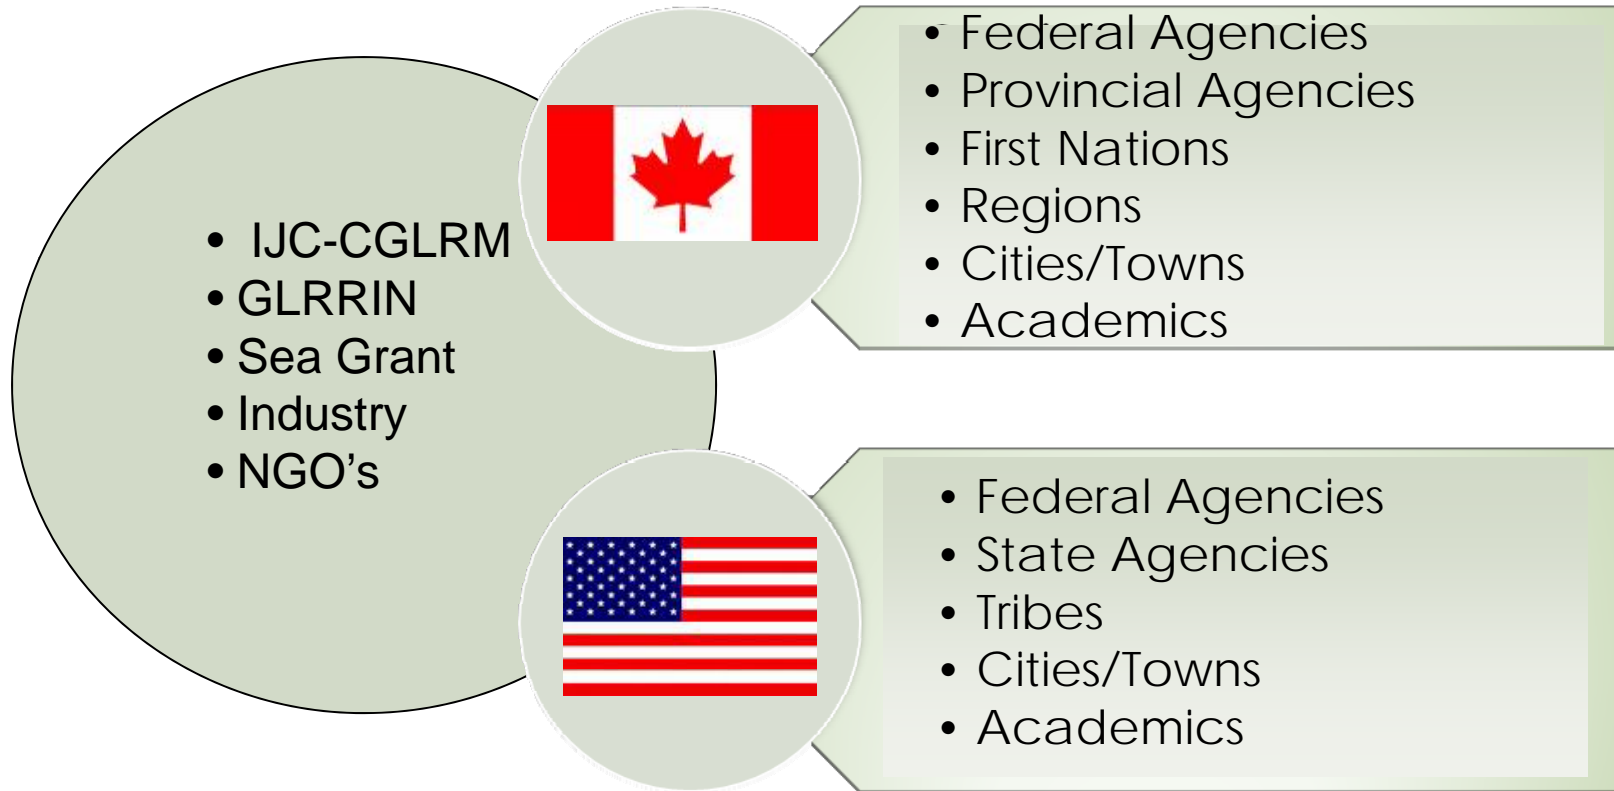 • IJC-CGLRM
• GLRRIN
• Sea Grant
• Industry
• NGO’s
• Federal Agencies
• Provincial Agencies
• First Nations
• Regions
• Cities/Towns
• Academics
• Federal Agencies
• State Agencies
• Tribes
• Cities/Towns
• Academics